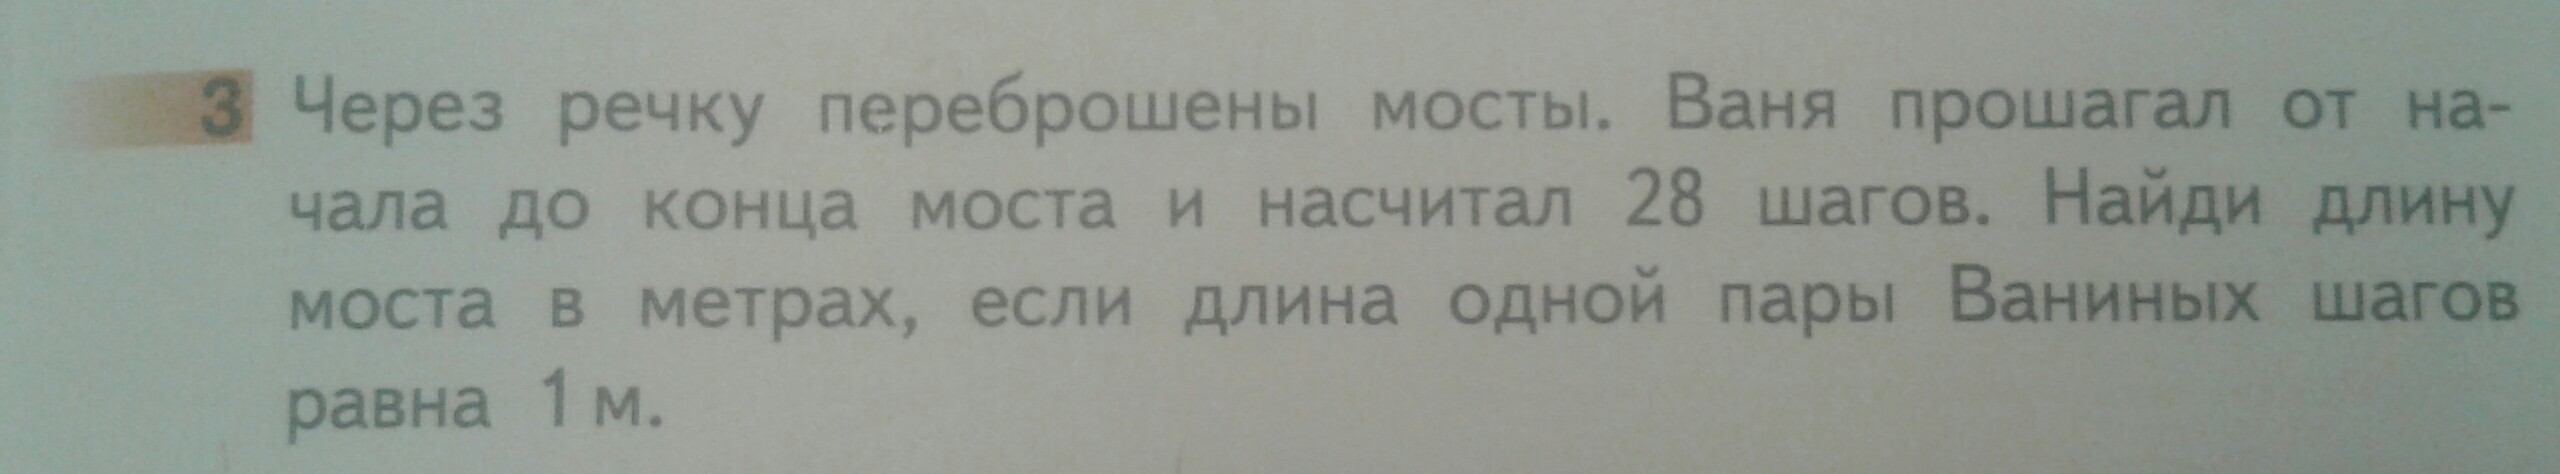 3 Через речку переброшены мосты. Ваня прошагал от на-
чала до конца моста и насчитал 28 шагов. Найди длину
моста в метрах, если длина одной пары Ваниных шагов
равна 1 м.